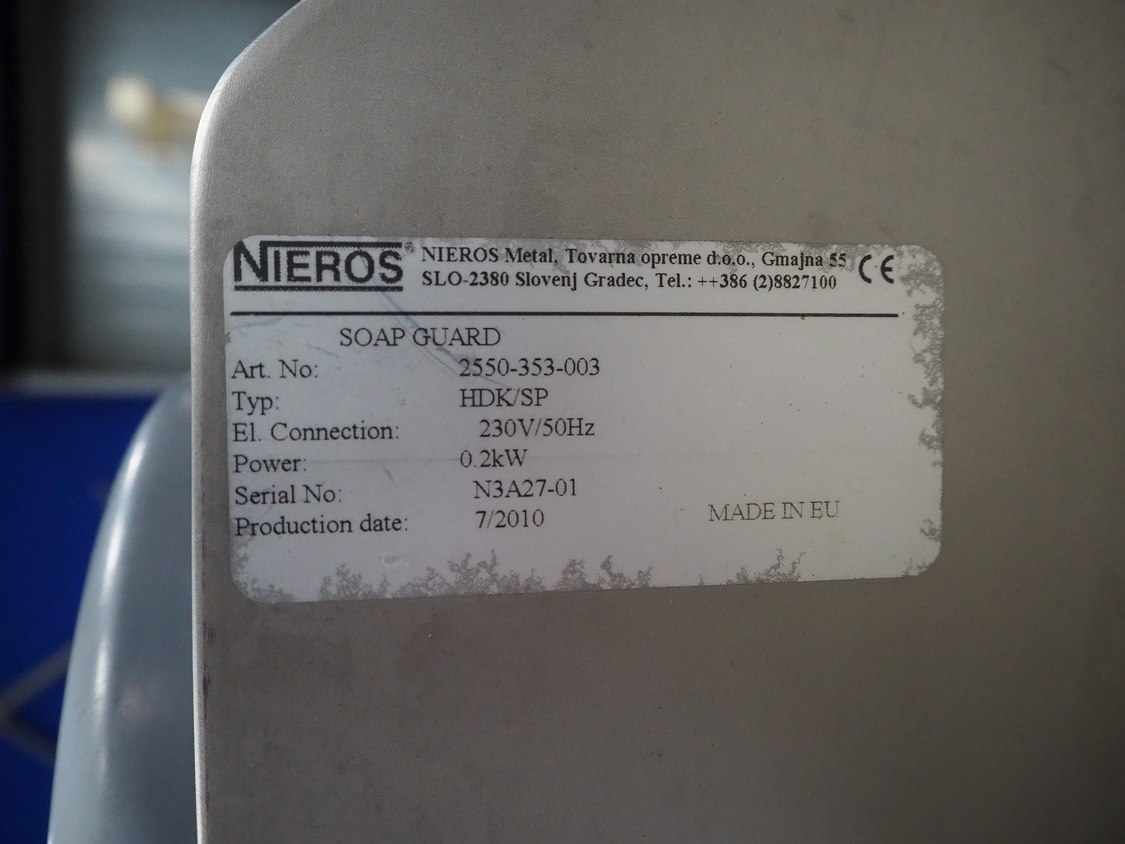 NIEROS® NIEROS Metal, Tovarna opreme d.o.o., Gmajna 55 CE
SLO-2380 Slovenj Gradec, Tel.: ++386 (2)8827100
SOAP GUARD
Art. No: 2550-353-003
Typ: HDK/SP
El. Connection: 230V/50Hz
Power: 0.2kW
Serial No: N3A27-01
Production date: 7/2010 MADE IN EU